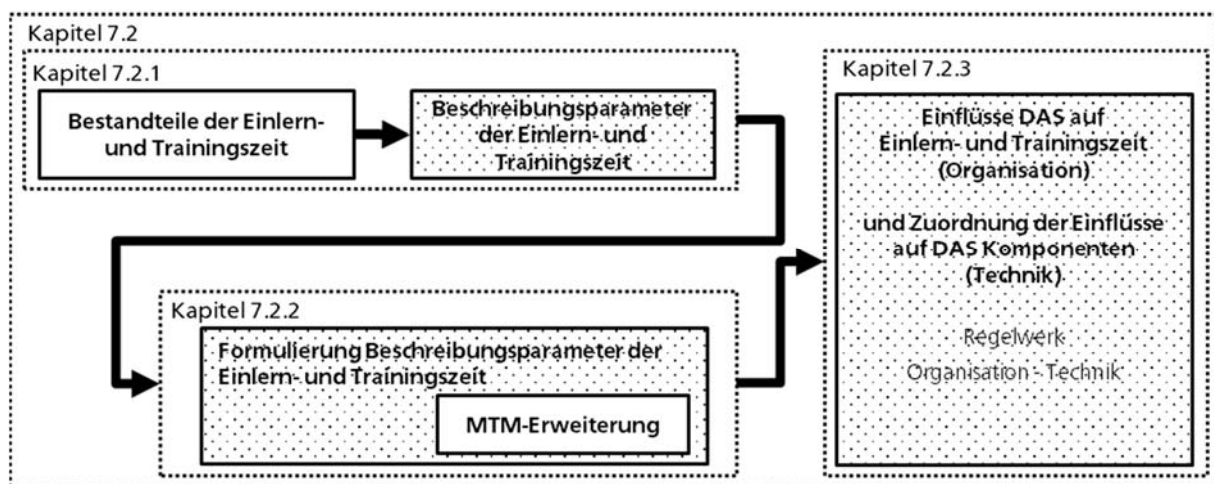 Kapitel 7.2
Kapitel 7.2.1
Bestandteile der Einlern-
und Trainingszeit
Beschreibungsparameter
der Einlern- und
Trainingszeit
Kapitel 7.2.2
Formulierung Beschreibungsparameter der
Einlern- und Trainingszeit
MTM-Erweiterung
Kapitel 7.2.3
Einflüsse DAS auf
Einlern- und Trainingszeit
(Organisation)
und Zuordnung der Einflüsse
auf DAS Komponenten
(Technik)
Regelwerk
Organisation - Technik